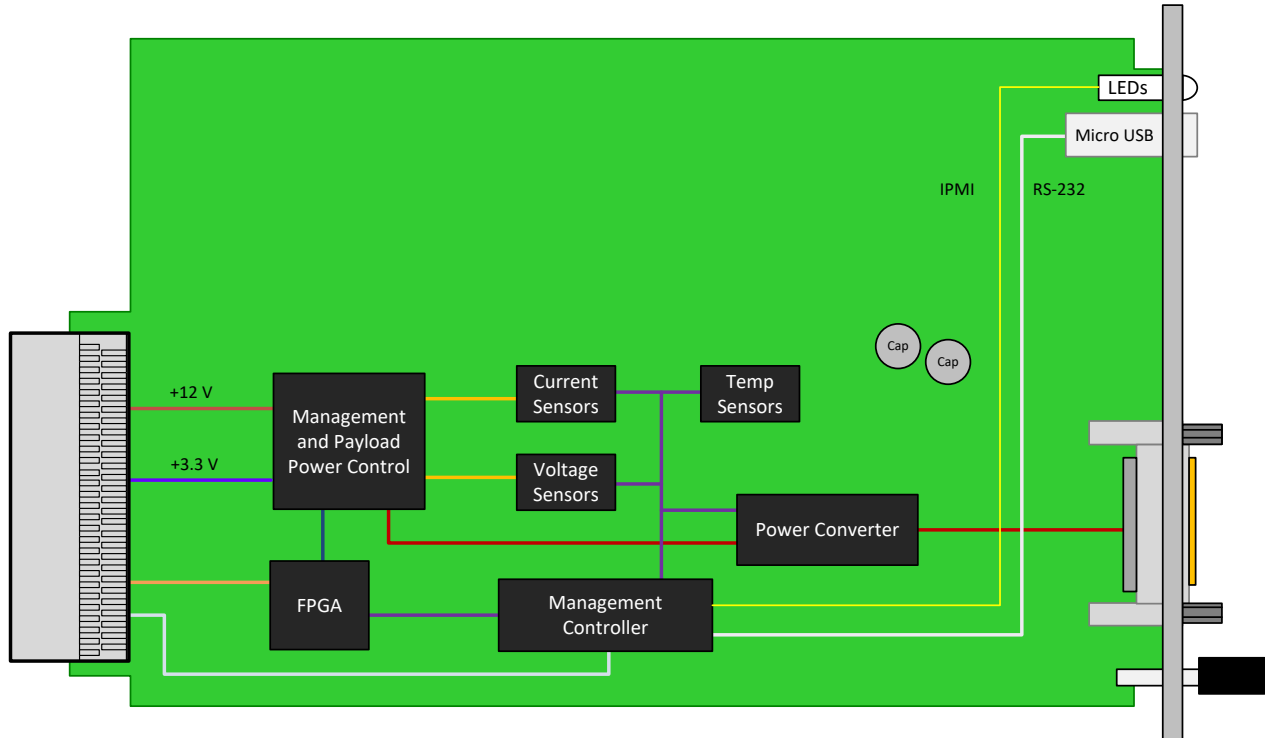 LEDs
Micro USB
IPMI
RS-232
Cap
Cap
+12 V
Management
and Payload
Power Control
Current
Sensors
Temp
Sensors
+3.3 V
Voltage
Sensors
Power Converter
FPGA
Management
Controller